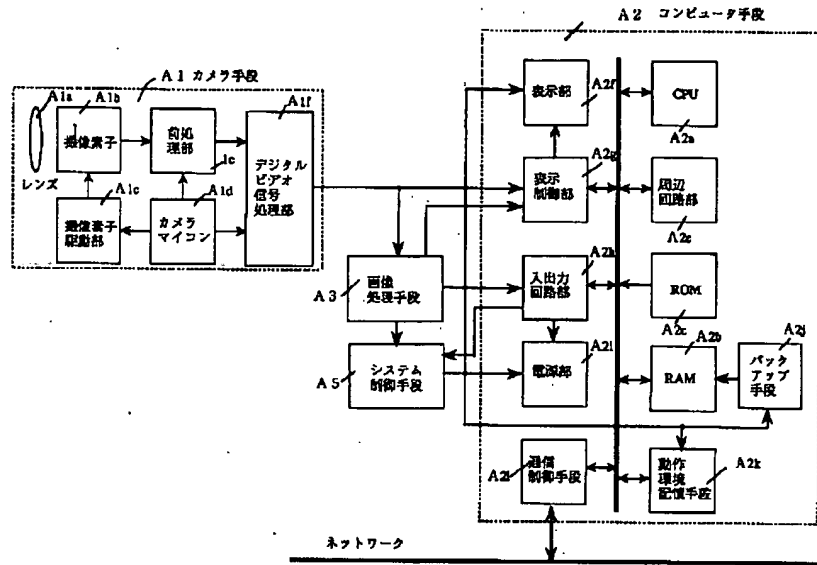 A2 コンピュータ手段
A1 カメラ手段
A1a
A1b
A1f
撮像素子
前処
理部
1c
レンズ
A1c
A1d
撮像素子
駆動部
カメラ
マイコン
デジタル
ビデオ
信号
処理部
A3
画像
処理手段
A5
システム
制御手段
表示部
A2f
表示
制御部
A2g
入出力
回路部
A2h
電源部
A2l
A2i
通信
制御手段
CPU
A2a
周辺
回路部
A2e
ROM
A2c
A2b
RAM
A2j
バック
アップ
手段
動作
環境
記憶手段
A2k
ネットワーク